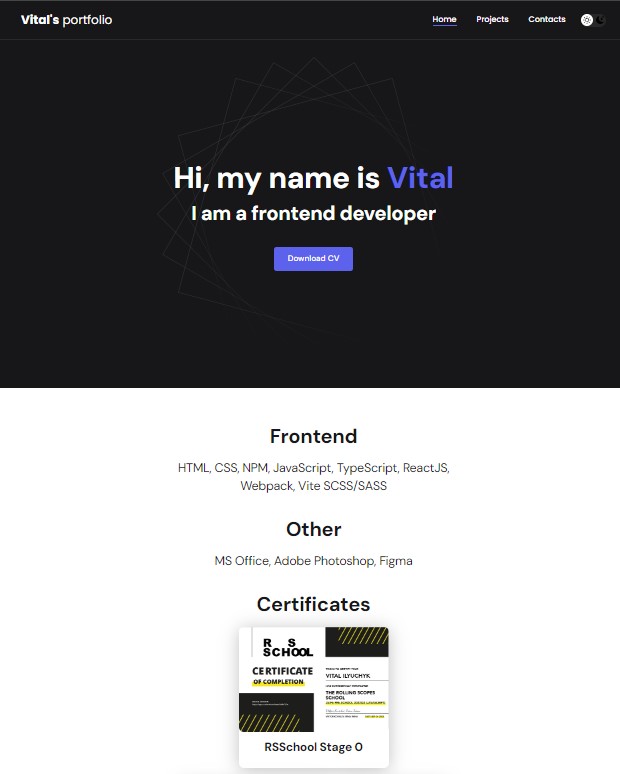 Vital's portfolio
Home Projects Contacts
Hi, my name is Vital
I am a frontend developer
Download CV
Frontend
HTML, CSS, NPM, JavaScript, TypeScript, ReactJS,
Webpack, Vite SCSS/SASS
Other
MS Office, Adobe Photoshop, Figma
Certificates
R S
SCHOOL
CERTIFICATE
OF COMPLETION
VITAL ILYUCHYK
THE ROLLING SCOPES
SCHOOL
RSSchool Stage 0